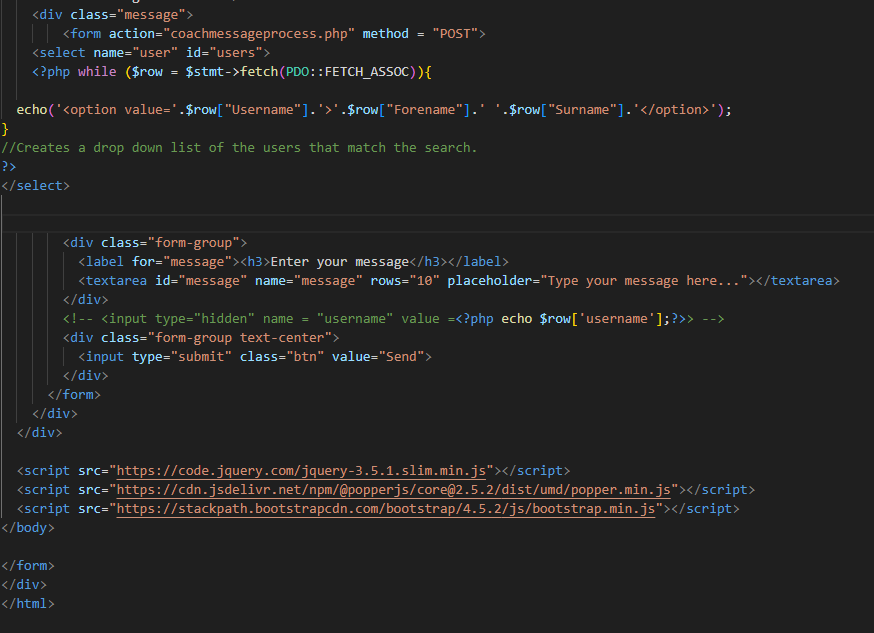 <div class="message">
<form action="coachmessageprocess.php" method = "POST">
<select name="user" id="users">
<?php while ($row = $stmt->fetch(PDO::FETCH_ASSOC)){
echo('<option value='.$row["Username"].'>'.$row["Forename"].' '.$row["Surname"].'</option>');
}
//Creates a drop down list of the users that match the search.
?>
</select>
<div class="form-group">
<label for="message"><h3>Enter your message</h3></label>
<textarea id="message" name="message" rows="10" placeholder="Type your message here..."></textarea>
</div>
<!-- <input type="hidden" name = "username" value =<?php echo $row['username'];?>> -->
<div class="form-group text-center">
<input type="submit" class="btn" value="Send">
</div>
</form>
</div>
</div>
<script src="https://code.jquery.com/jquery-3.5.1.slim.min.js"></script>
<script src="https://cdn.jsdelivr.net/npm/@popperjs/core@2.5.2/dist/umd/popper.min.js"></script>
<script src="https://stackpath.bootstrapcdn.com/bootstrap/4.5.2/js/bootstrap.min.js"></script>
</body>
</form>
</div>
</html>